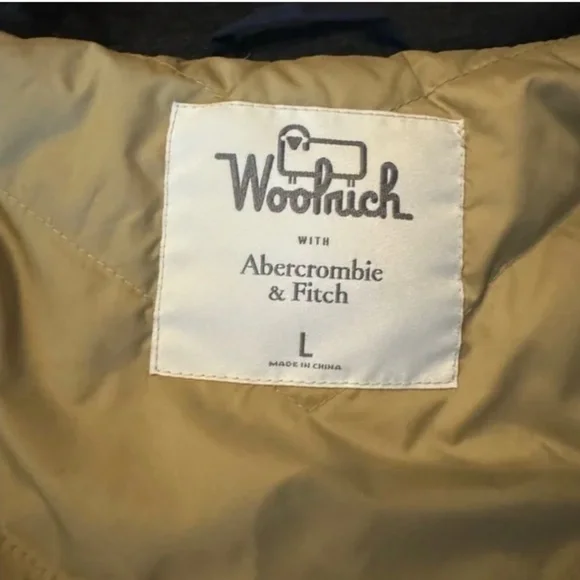 Woolrich
WITH
Abercrombie
& Fitch
L
MADE IN CHINA